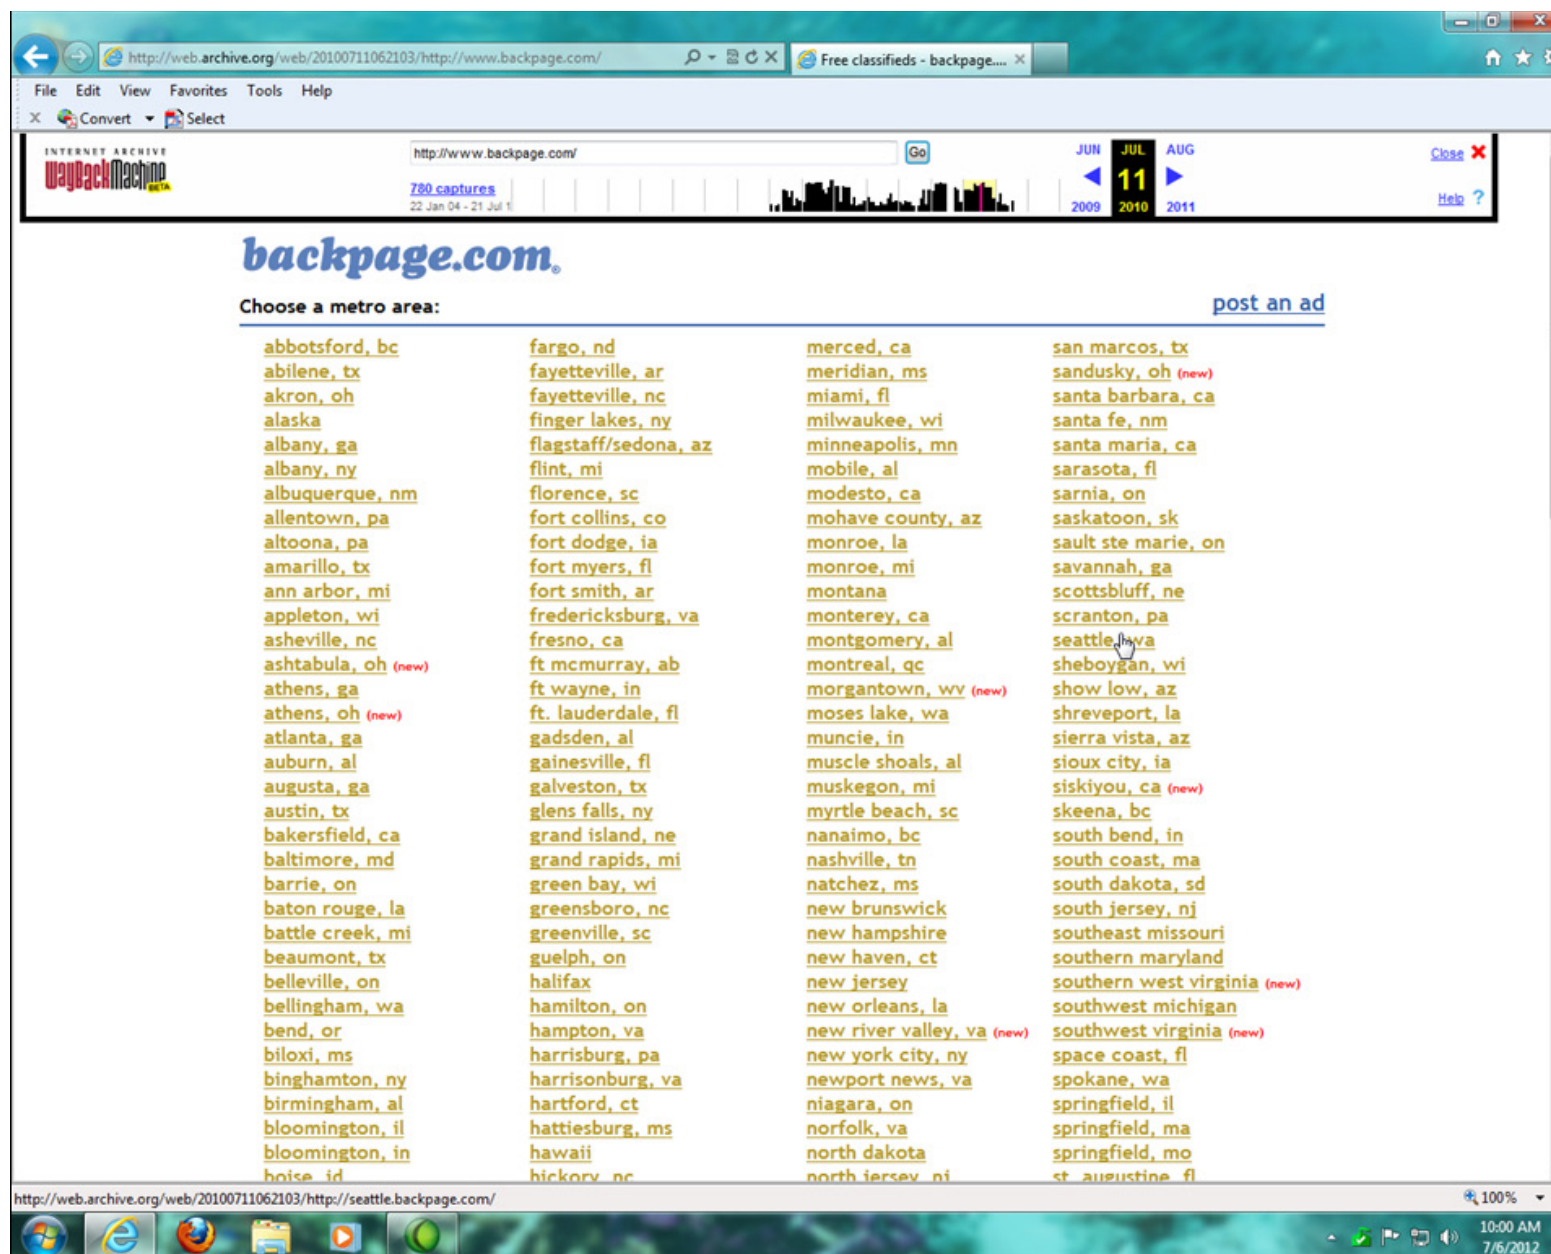 http://web.archive.org/web/20100711062103/http://www.backpage.com/
Free classifieds - backpage....
File Edit View Favorites Tools Help
x Convert Select
INTERNET ARCHIVE
WayBackMachine
BETA
http://www.backpage.com/
Go
780 captures
22 Jan 04 - 21 Jul 1
JUN JUL AUG
11
2009 2010 2011
Close
Help ?
backpage.com®
Choose a metro area:
post an ad
abbotsford, bc
abilene, tx
akron, oh
alaska
albany, ga
albany, ny
albuquerque, nm
allentown, pa
altoona, pa
amarillo, tx
ann arbor, mi
appleton, wi
asheville, nc
ashtabula, oh (new)
athens, ga
athens, oh (new)
atlanta, ga
auburn, al
augusta, ga
austin, tx
bakersfield, ca
baltimore, md
barrie, on
baton rouge, la
battle creek, mi
beaumont, tx
belleville, on
bellingham, wa
bend, or
biloxi, ms
binghamton, ny
birmingham, al
bloomington, il
bloomington, in
boise, id
fargo, nd
fayetteville, ar
fayetteville, nc
finger lakes, ny
flagstaff/sedona, az
flint, mi
florence, sc
fort collins, co
fort dodge, ia
fort myers, fl
fort smith, ar
fredericksburg, va
fresno, ca
ft mcmurray, ab
ft wayne, in
ft. lauderdale, fl
gadsden, al
gainesville, fl
galveston, tx
glens falls, ny
grand island, ne
grand rapids, mi
green bay, wi
greensboro, nc
greenville, sc
guelph, on
halifax
hamilton, on
hampton, va
harrisburg, pa
harrisonburg, va
hartford, ct
hattiesburg, ms
hawaii
hickory, nc
merced, ca
meridian, ms
miami, fl
milwaukee, wi
minneapolis, mn
mobile, al
modesto, ca
mohave county, az
monroe, la
monroe, mi
montana
monterey, ca
montgomery, al
montreal, qc
morgantown, wv (new)
moses lake, wa
muncie, in
muscle shoals, al
muskegon, mi
myrtle beach, sc
nanaimo, bc
nashville, tn
natchez, ms
new brunswick
new hampshire
new haven, ct
new jersey
new orleans, la
new river valley, va (new)
new york city, ny
newport news, va
niagara, on
norfolk, va
north dakota
north jersey, nj
san marcos, tx
sandusky, oh (new)
santa barbara, ca
santa fe, nm
santa maria, ca
sarasota, fl
sarnia, on
saskatoon, sk
sault ste marie, on
savannah, ga
scottsbluff, ne
scranton, pa
seattle, wa
sheboygan, wi
show low, az
shreveport, la
sierra vista, az
sioux city, ia
siskiyou, ca (new)
skeena, bc
south bend, in
south coast, ma
south dakota, sd
south jersey, nj
southeast missouri
southern maryland
southern west virginia (new)
southwest michigan
southwest virginia (new)
space coast, fl
spokane, wa
springfield, il
springfield, ma
springfield, mo
st. augustine, fl
http://web.archive.org/web/20100711062103/http://seattle.backpage.com/
100%
10:00 AM
7/6/2012